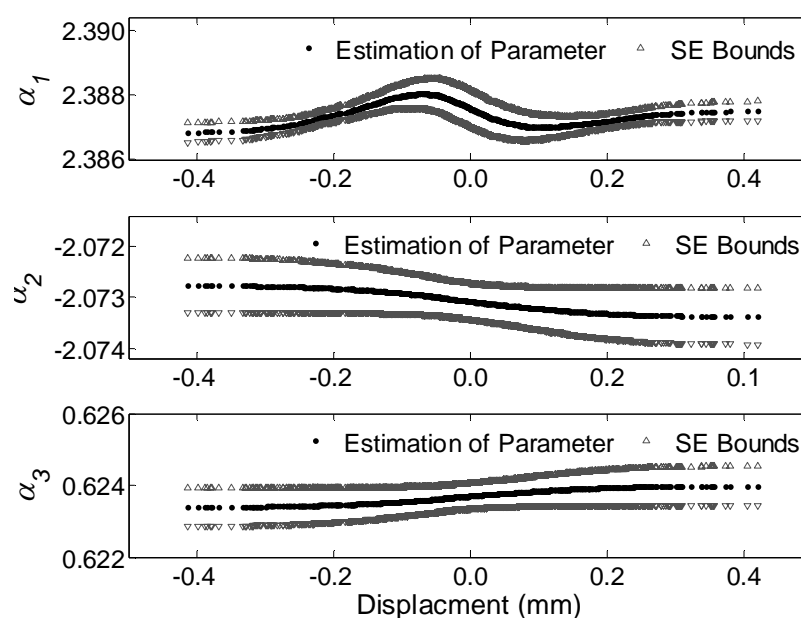 2.390
2.388
2.386
α1
Estimation of Parameter SE Bounds
-0.4 -0.2 0.0 0.2 0.4
-2.072
-2.073
-2.074
α2
Estimation of Parameter SE Bounds
-0.4 -0.2 0.0 0.2 0.1
0.626
0.624
0.622
α3
Estimation of Parameter SE Bounds
-0.4 -0.2 0.0 0.2 0.4
Displacment (mm)